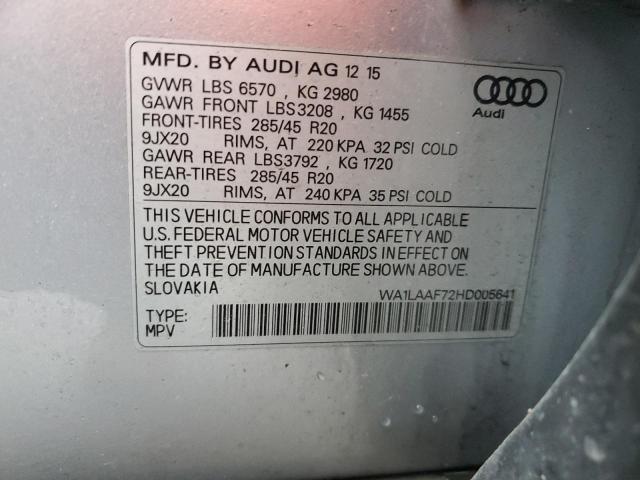 MFD. BY AUDI AG 12 15
GVWR LBS 6570 , KG 2980
GAWR FRONT LBS3208 , KG 1455
FRONT-TIRES 285/45 R20
9JX20 RIMS, AT 220 KPA 32 PSI COLD
GAWR REAR LBS3792 , KG 1720
REAR-TIRES 285/45 R20
9JX20 RIMS, AT 240 KPA 35 PSI COLD
Audi
THIS VEHICLE CONFORMS TO ALL APPLICABLE
U.S. FEDERAL MOTOR VEHICLE SAFETY AND
THEFT PREVENTION STANDARDS IN EFFECT ON
THE DATE OF MANUFACTURE SHOWN ABOVE.
SLOVAKIA
WA1LAAF72HD005641
TYPE:
MPV